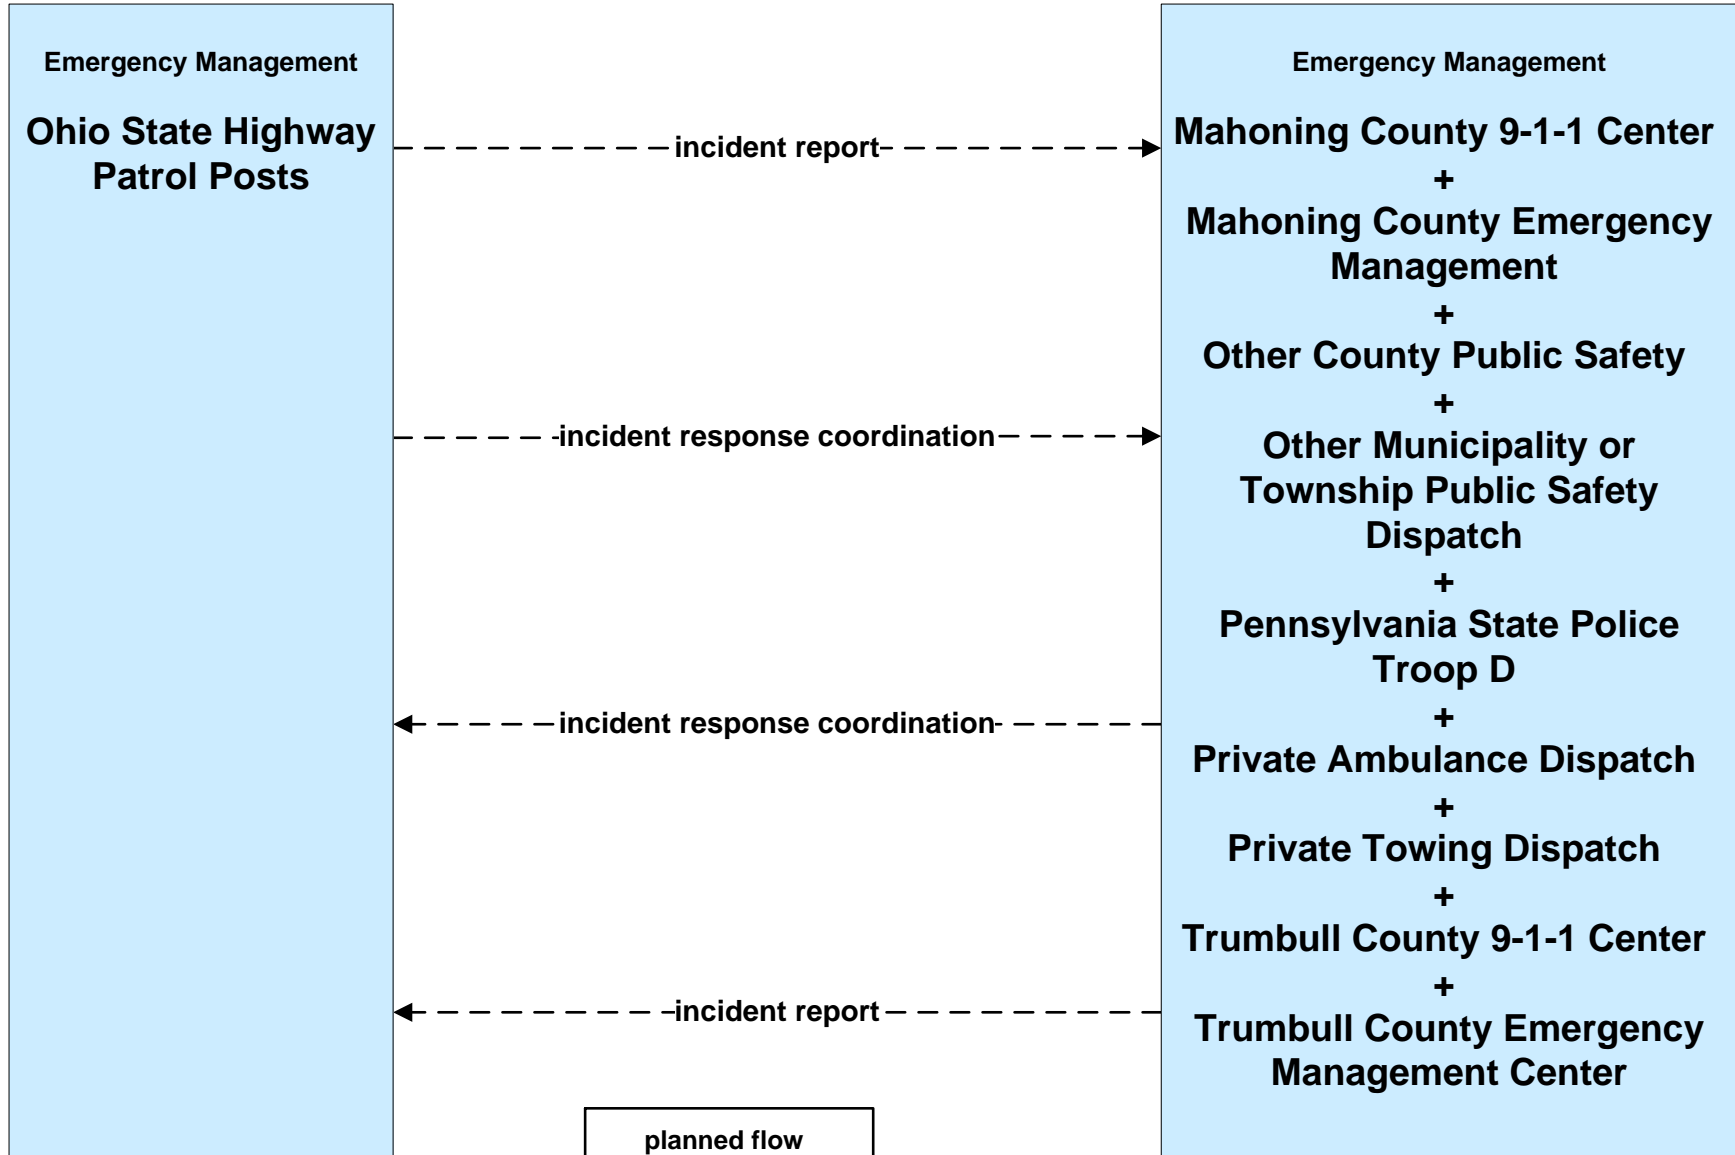 Emergency Management
Ohio State Highway
Patrol Posts
incident report
incident response coordination
incident response coordination
incident report
planned flow
Emergency Management
Mahoning County 9-1-1 Center
+
Mahoning County Emergency
Management
+
Other County Public Safety
+
Other Municipality or
Township Public Safety
Dispatch
+
Pennsylvania State Police
Troop D
+
Private Ambulance Dispatch
+
Private Towing Dispatch
+
Trumbull County 9-1-1 Center
+
Trumbull County Emergency
Management Center